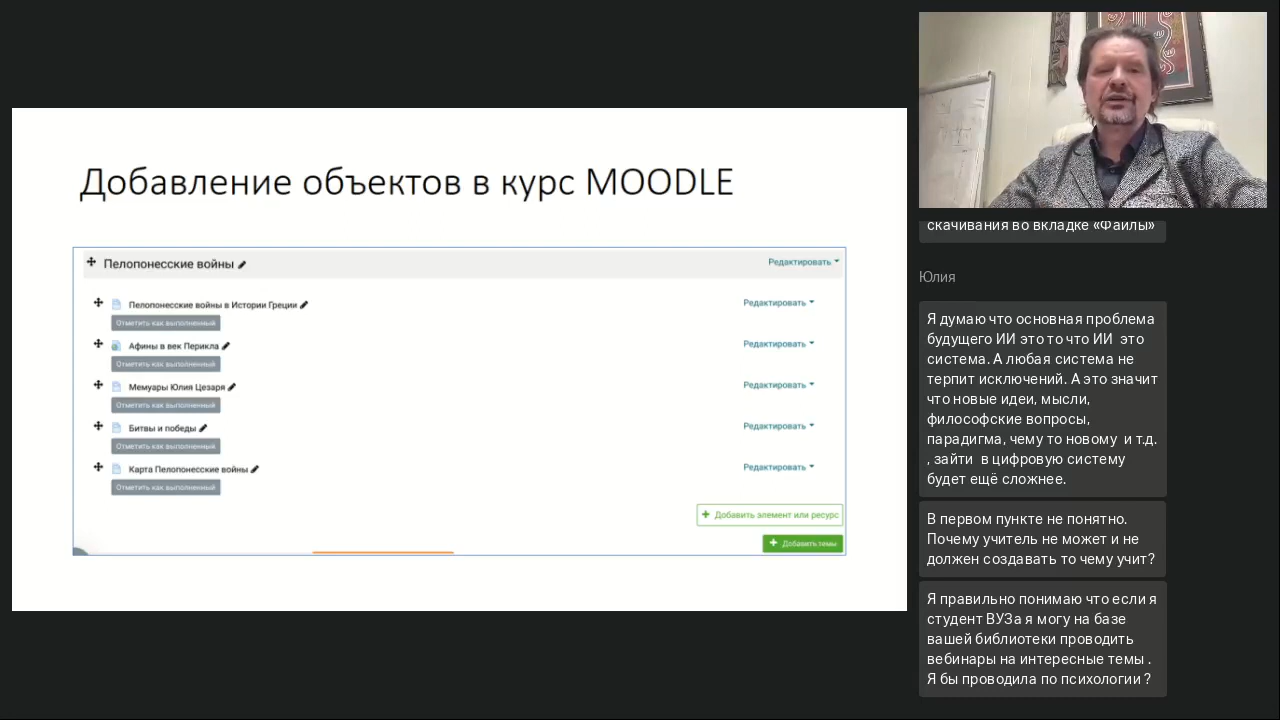 Добавление объектов в курс MOODLE
Пелопонесские войны
Редактировать
Пелопонесские войны в Истории Греции
Редактировать
Отметить как выполненный
Афины в век Перикла
Редактировать
Отметить как выполненный
Мемуары Юлия Цезаря
Редактировать
Отметить как выполненный
Битвы и победы
Редактировать
Отметить как выполненный
Карта Пелопонесские войны
Редактировать
Отметить как выполненный
Добавить элемент или ресурс
Добавить темы
скачивания во вкладке «Файлы»
Юлия
Я думаю что основная проблема
будущего ИИ это то что ИИ это
система. А любая система не
терпит исключений. А это значит
что новые идеи, мысли,
философские вопросы,
парадигма, чему то новому и т.д.
, зайти в цифровую систему
будет ещё сложнее.
В первом пункте не понятно.
Почему учитель не может и не
должен создавать то чему учит?
Я правильно понимаю что если я
студент ВУЗа я могу на базе
вашей библиотеки проводить
вебинары на интересные темы .
Я бы проводила по психологии ?